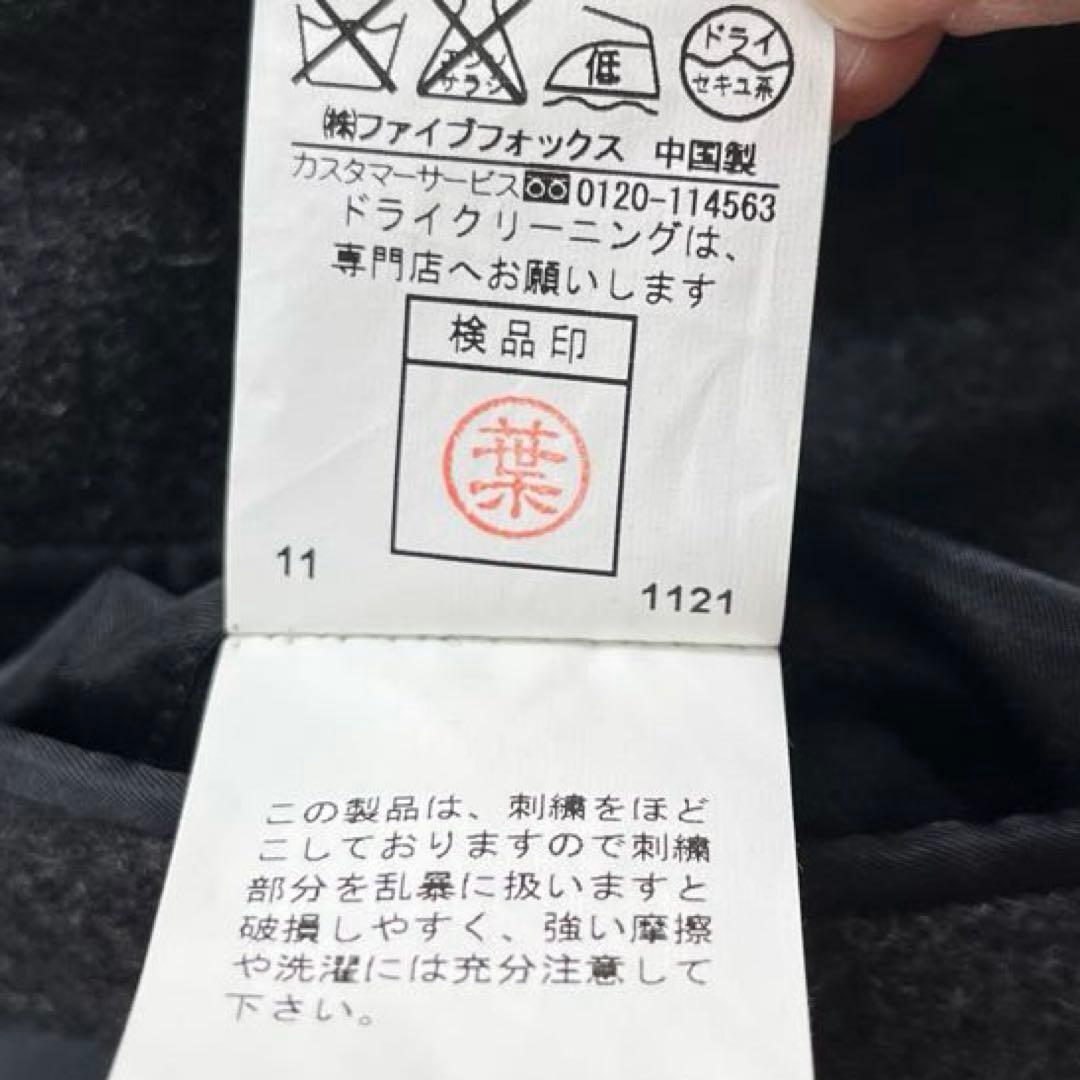 エンソ
サラシ
低
ドライ
セキユ系
㈱ファイブフォックス 中国製
カスタマーサービス 0120-114563
ドライクリーニングは、
専門店へお願いします
検品印
葉
11
1121
この製品は、刺繍をほど
こしておりますので刺繍
部分を乱暴に扱いますと
破損しやすく、強い摩擦
や洗濯には充分注意して
下さい。